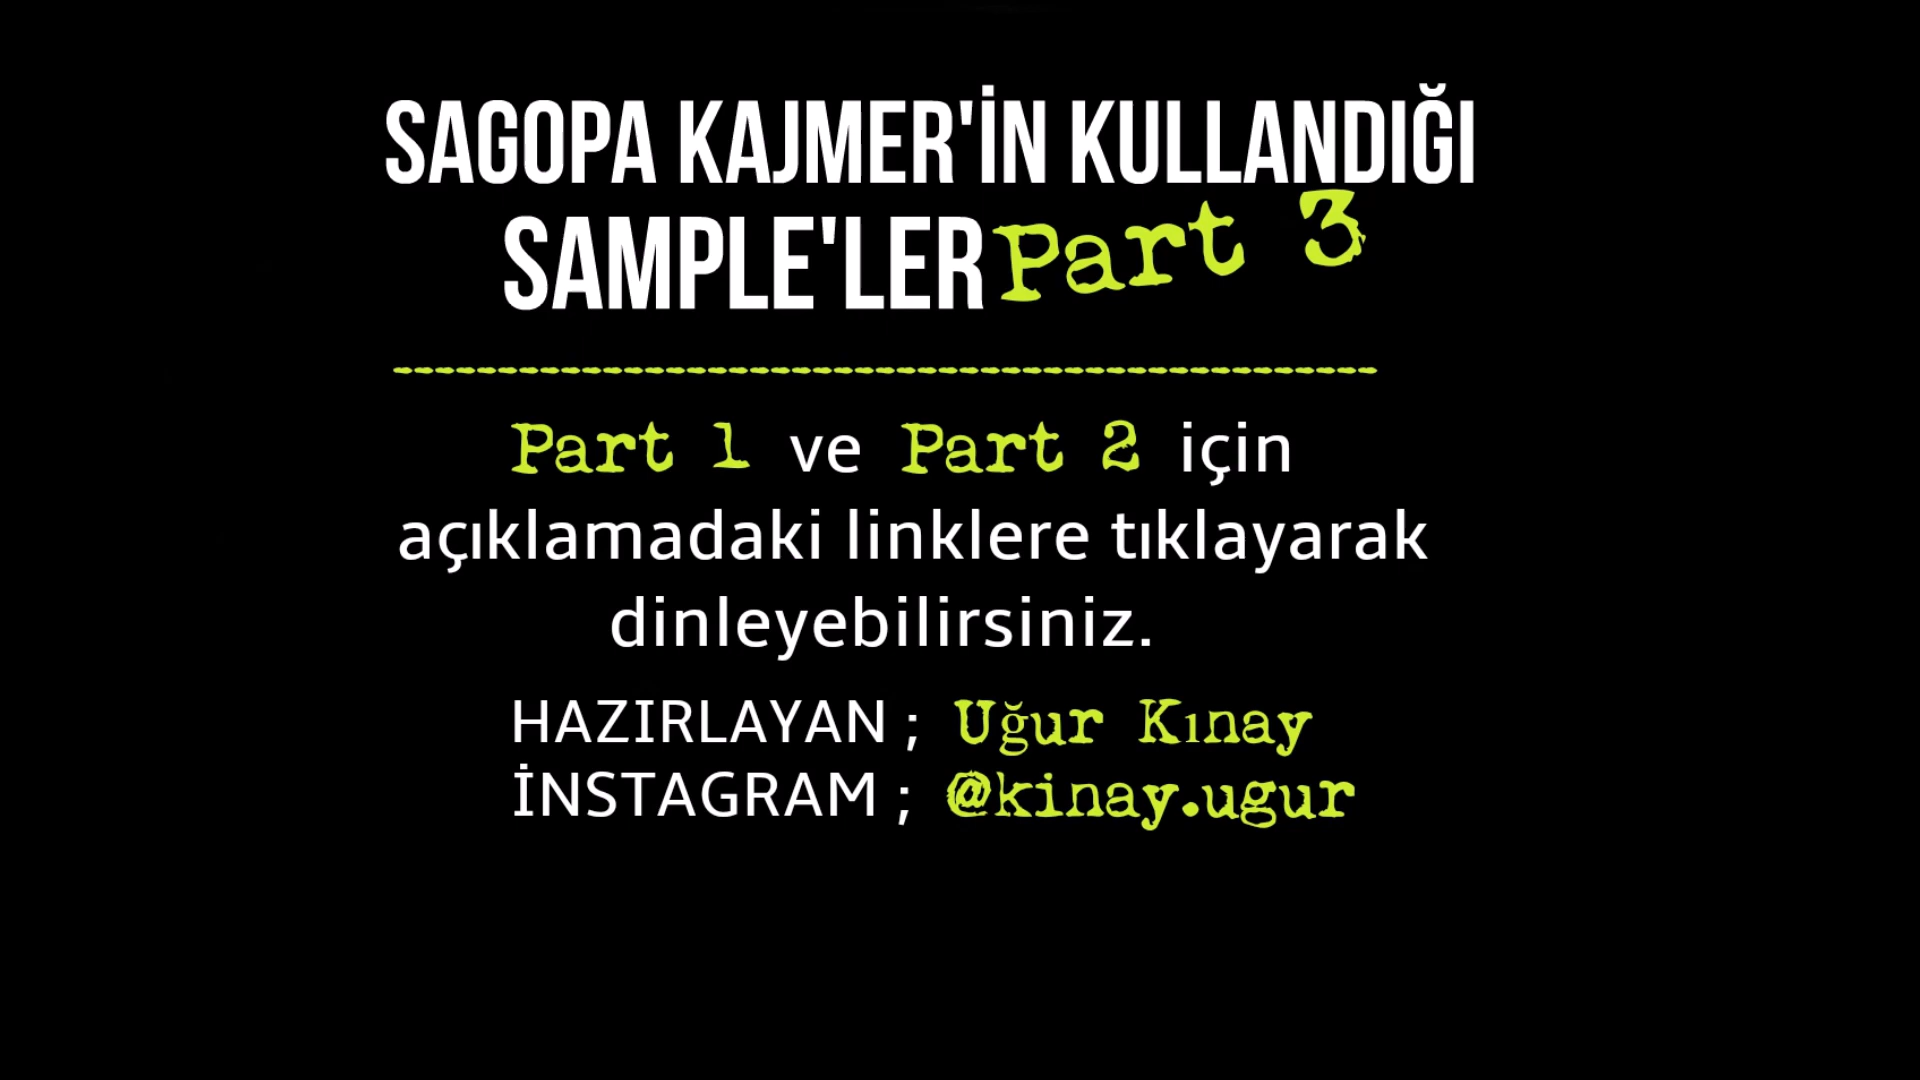 SAGOPA KAJMER'İN KULLANDIĞI
SAMPLE'LER Part 3
-----------------------------------------------
Part 1 ve Part 2 için
açıklamadaki linklere tıklayarak
dinleyebilirsiniz.
HAZIRLAYAN ; Uğur Kınay
İNSTAGRAM ; @kinay.ugur